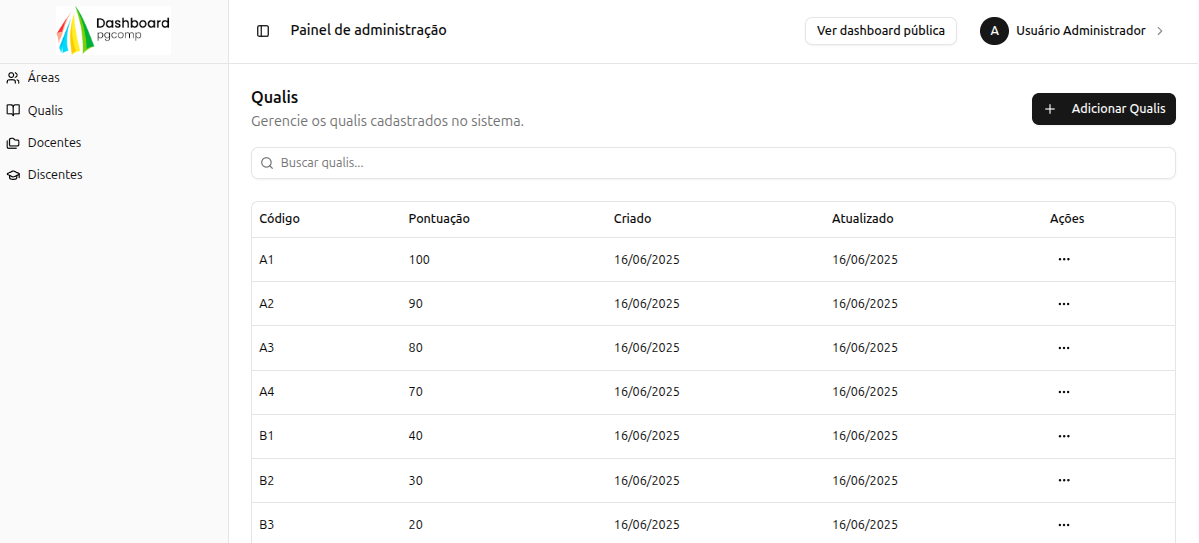 Dashboard
pgcomp
Painel de administração
Ver dashboard pública
A
Usuário Administrador
Áreas
Qualis
Docentes
Discentes
Qualis
Gerencie os qualis cadastrados no sistema.
Adicionar Qualis
Buscar qualis...
Código Pontuação Criado Atualizado Ações
A1 100 16/06/2025 16/06/2025
A2 90 16/06/2025 16/06/2025
A3 80 16/06/2025 16/06/2025
A4 70 16/06/2025 16/06/2025
B1 40 16/06/2025 16/06/2025
B2 30 16/06/2025 16/06/2025
B3 20 16/06/2025 16/06/2025